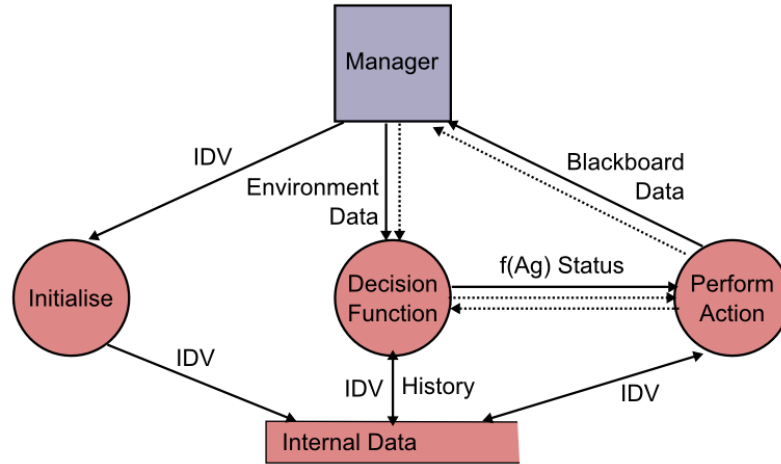 Manager
IDV
Blackboard
Data
Environment
Data
Initialise
Decision
Function
f(Ag) Status
Perform
Action
IDV
IDV
History
IDV
Internal Data